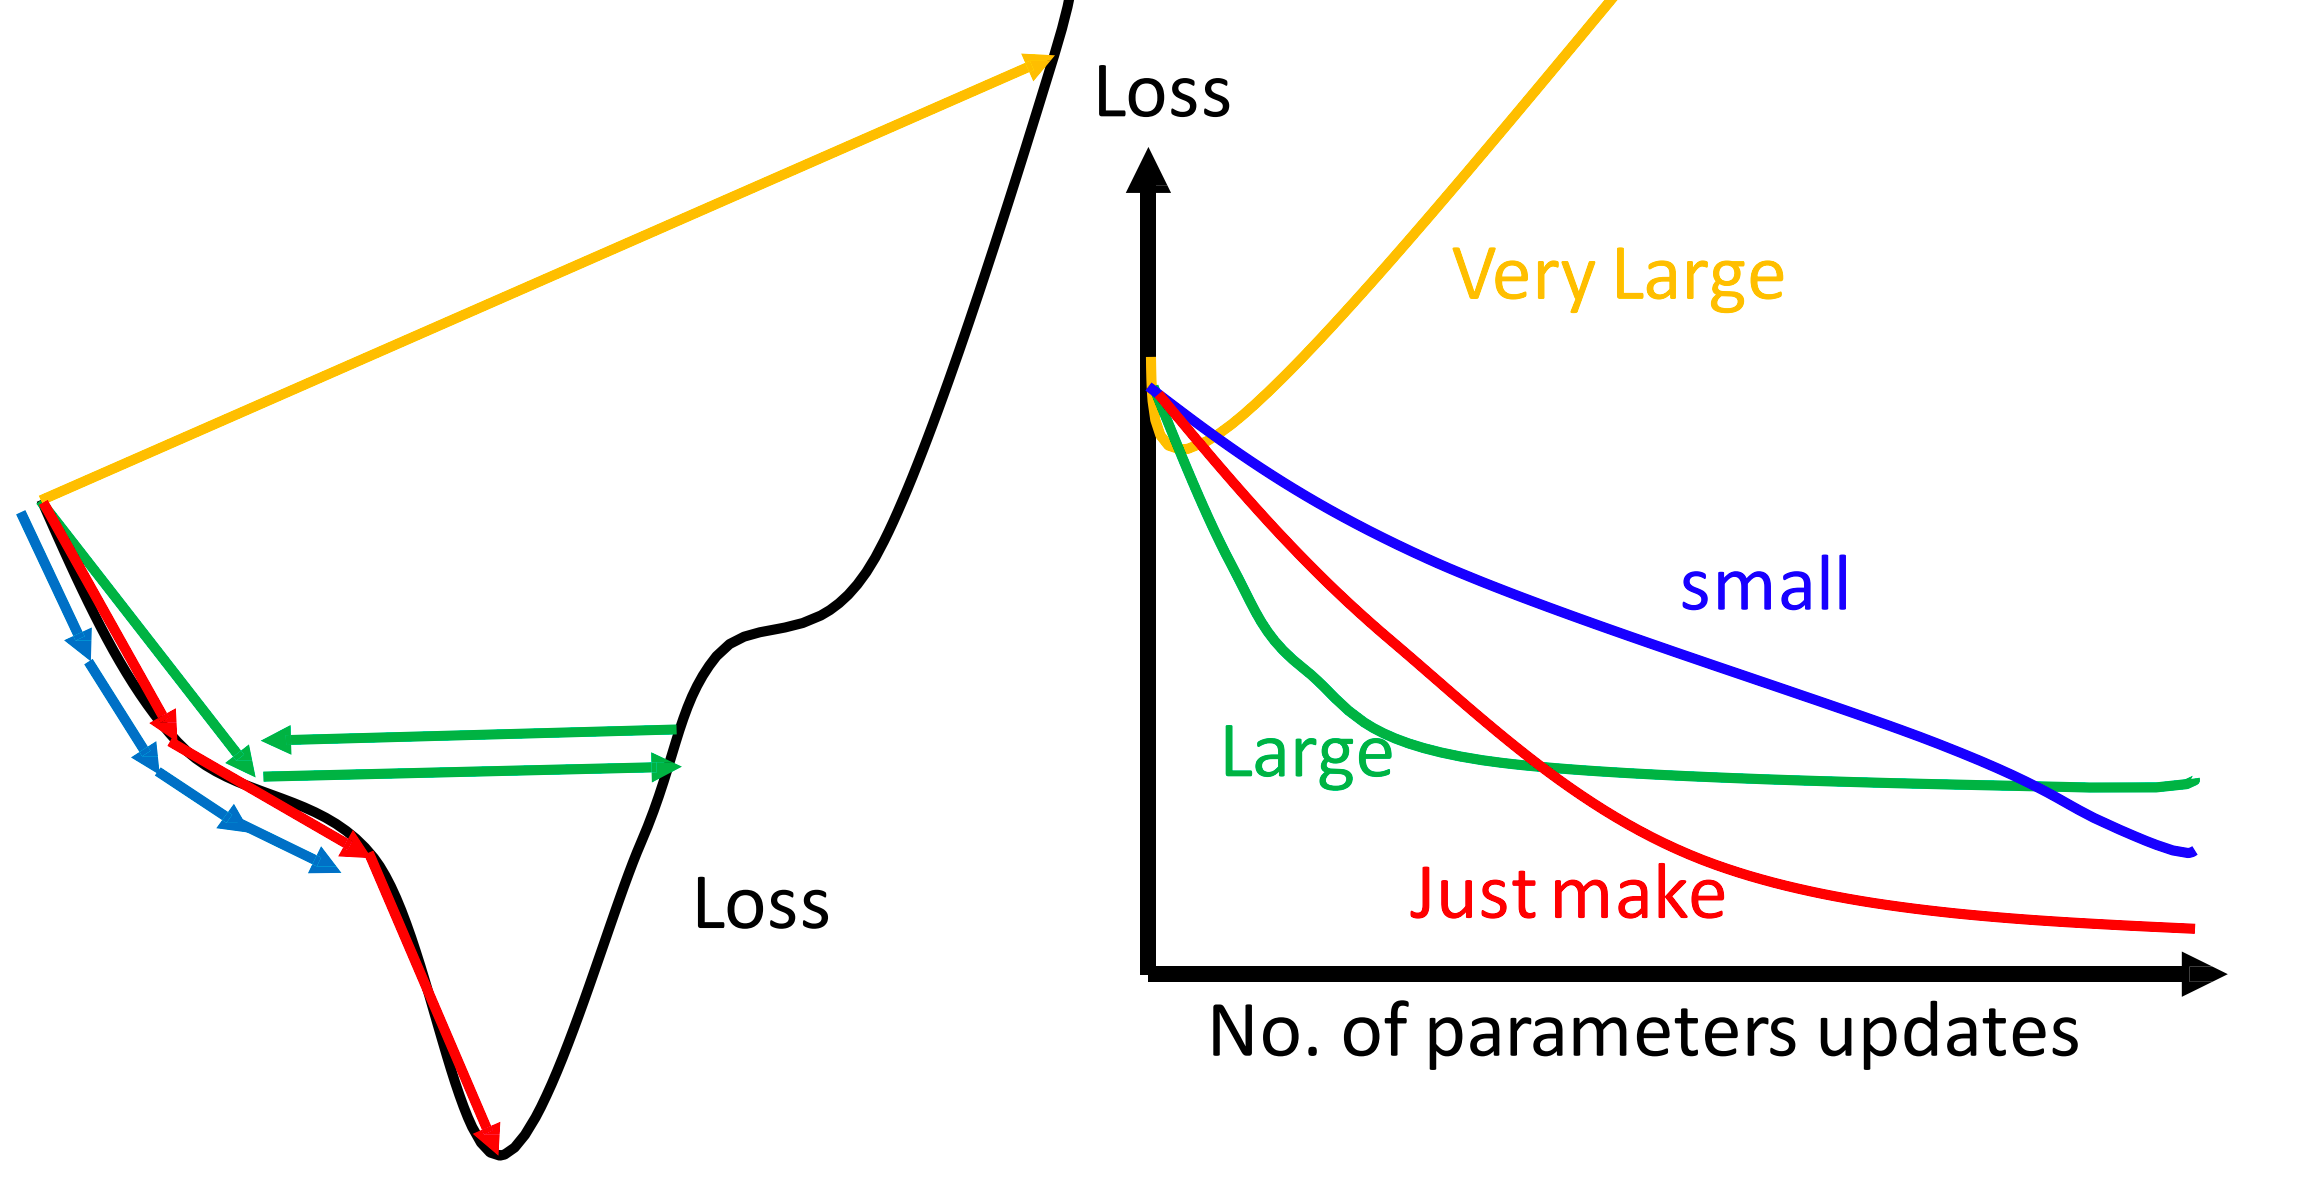 Loss
Very Large
small
Large
Just make
Loss
No. of parameters updates